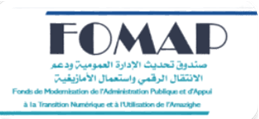 FOMAP
صندوق تحديث الإدارة العمومية ودعم
الانتقال الرقمي واستعمال الأمازيغية
Fonds de Modernisation de l'Administration Publique et d'Appui
à la Transition Numérique et à l'Utilisation de l'Amazighe